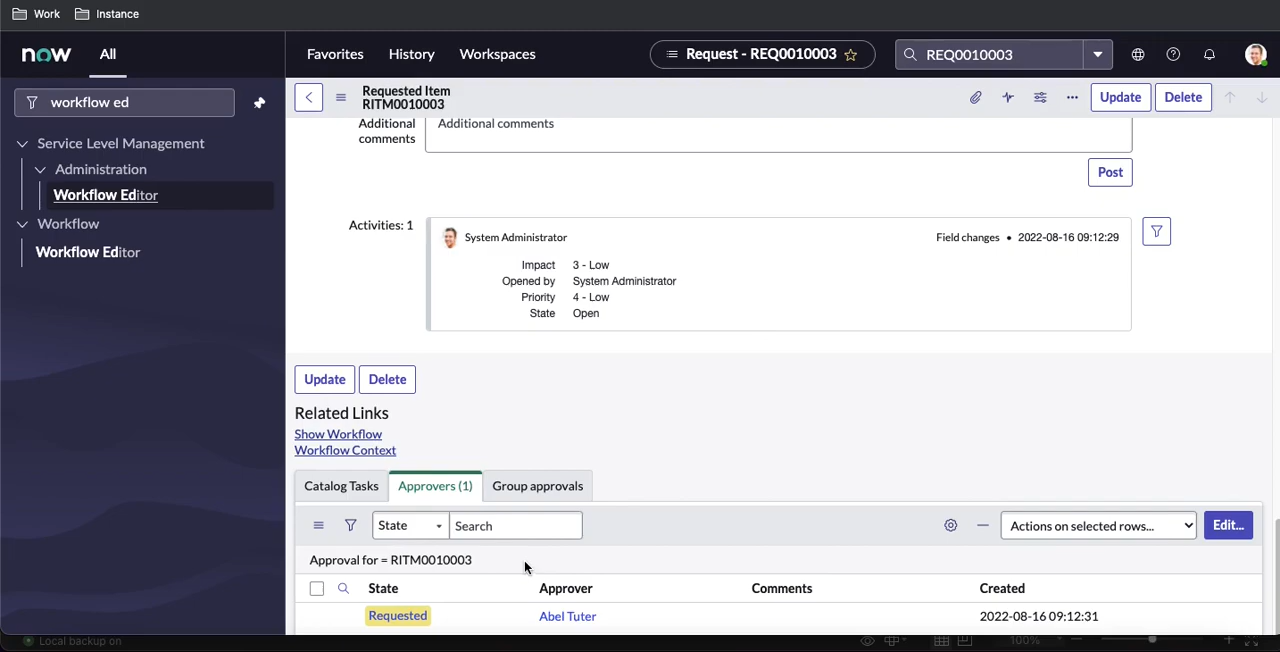 Work
Instance
now
All
Favorites
History
Workspaces
Request - REQ0010003
REQ0010003
workflow ed
Requested Item
RITM0010003
Update
Delete
Service Level Management
Administration
Workflow Editor
Workflow
Workflow Editor
Additional
comments
Additional comments
Post
Activities: 1
System Administrator
Field changes • 2022-08-16 09:12:29
Impact 3 - Low
Opened by System Administrator
Priority 4 - Low
State Open
Update
Delete
Related Links
Show Workflow
Workflow Context
Catalog Tasks
Approvers (1)
Group approvals
State
Search
Actions on selected rows...
Edit...
Approval for = RITM0010003
State
Approver
Comments
Created
Requested
Abel Tuter
2022-08-16 09:12:31
Local backup on
100%